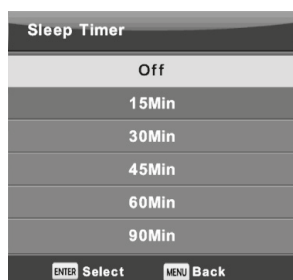 Sleep Timer
Off
15Min
30Min
45Min
60Min
90Min
ENTER Select MENU Back